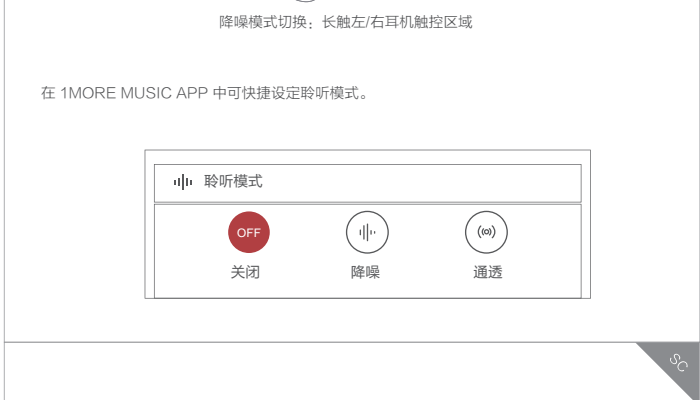 降噪模式切换：长触左/右耳机触控区域
在 1MORE MUSIC APP 中可快捷设定聆听模式。
聆听模式
OFF
关闭 降噪 通透
SC